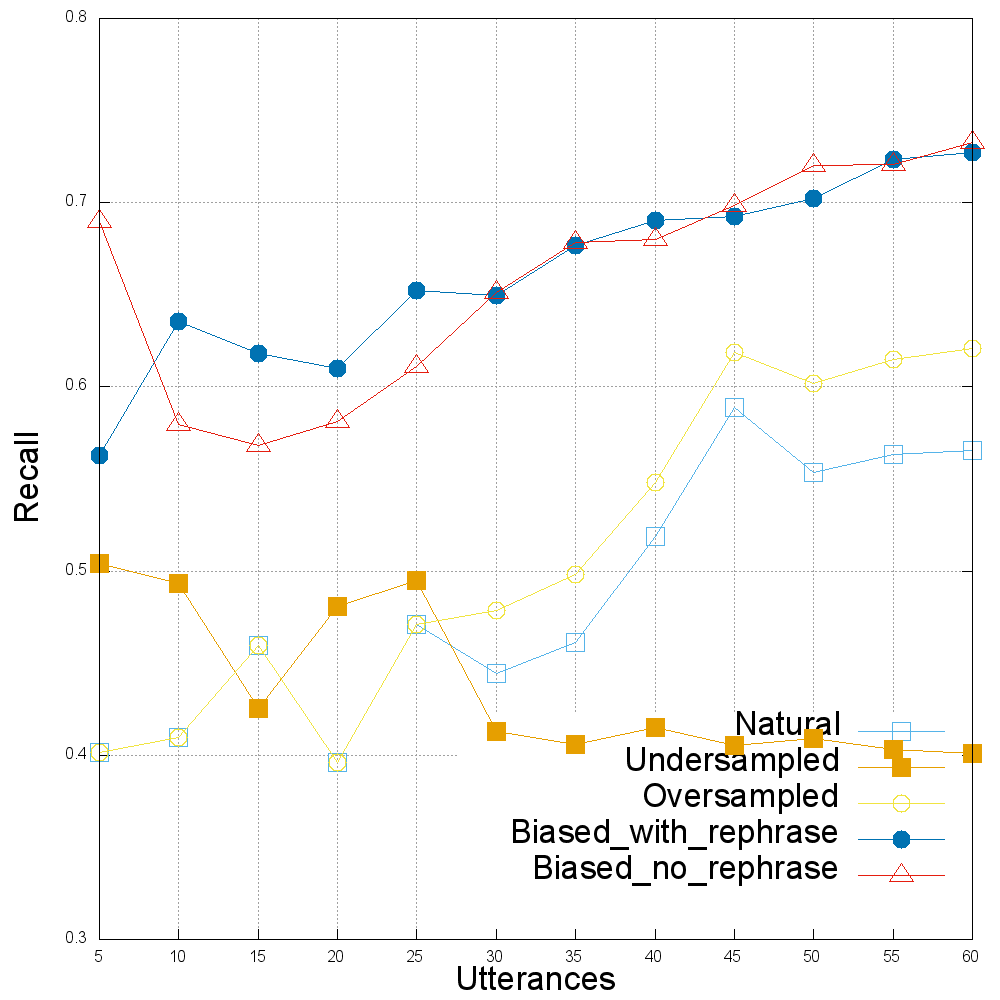 0.8
0.7
0.6
0.5
0.4
0.3
Recall
Natural
Undersampled
Oversampled
Biased_with_rephrase
Biased_no_rephrase
5 10 15 20 25 30 35 40 45 50 55 60
Utterances